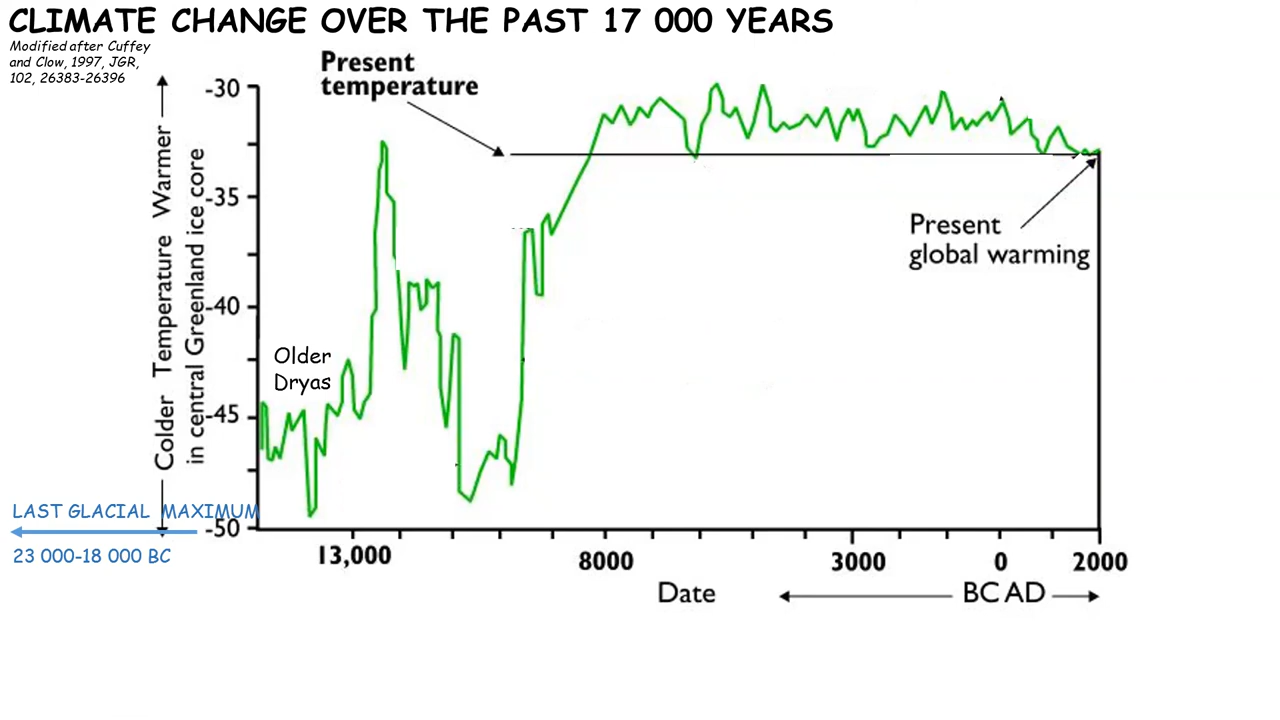 CLIMATE CHANGE OVER THE PAST 17 000 YEARS
Modified after Cuffey
and Clow, 1997, JGR,
102, 26383-26396
Present
temperature
Colder Temperature Warmer
in central Greenland ice core
-30
-35
-40
-45
-50
Older
Dryas
Present
global warming
LAST GLACIAL MAXIMUM
23 000-18 000 BC
13,000 8000 3000 0 2000
Date BC AD